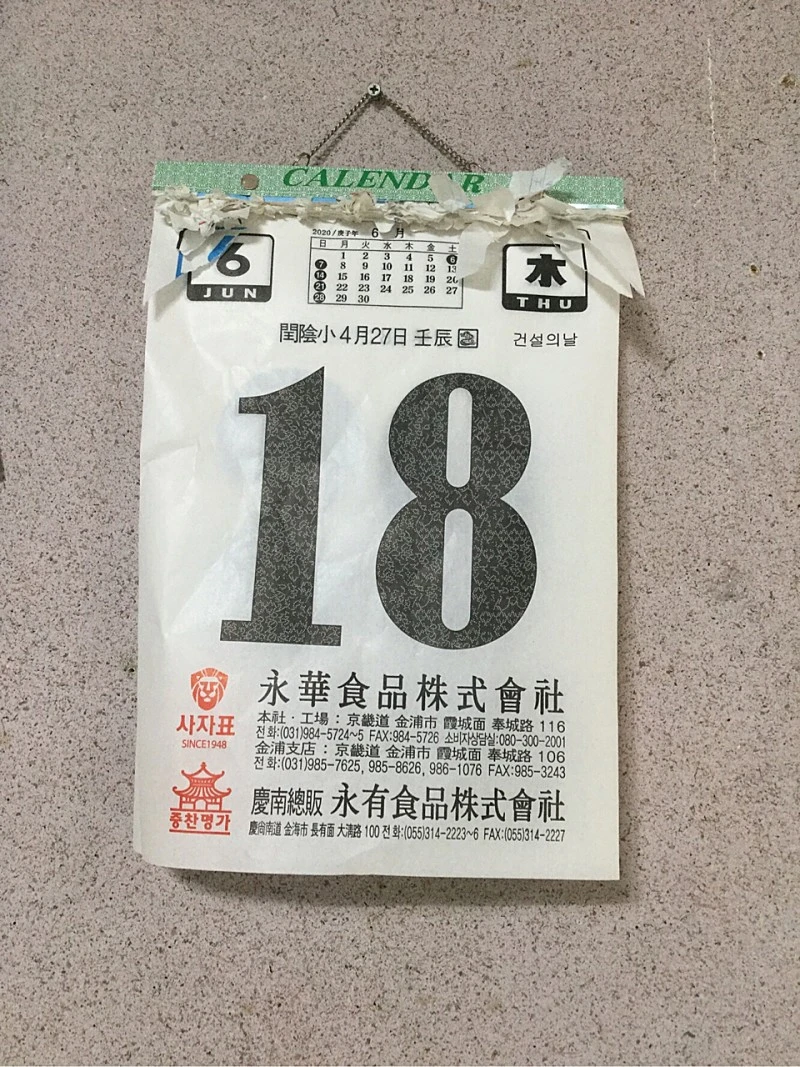 CALENDAR
6
JUN
2020/庚子年 6月
日 月 火 水 木 金 土
1 2 3 4 5 6
7 8 9 10 11 12 13
14 15 16 17 18 19 20
21 22 23 24 25 26 27
28 29 30
木
THU
閏陰小4月27日 壬辰
건설의날
18
사자표
SINCE1948
永華食品株式會社
本社·工場 : 京畿道 金浦市 霞城面 奉城路 116
전화:(031)984-5724~5 FAX:984-5726 소비자상담실:080-300-2001
金浦支店 : 京畿道 金浦市 霞城面 奉城路 106
전화:(031)985-7625, 985-8626, 986-1076 FAX:985-3243
중찬명가
慶南總販 永有食品株式會社
慶尙南道 金海市 長有面 大淸路 100 전화:(055)314-2223~6 FAX:(055)314-2227